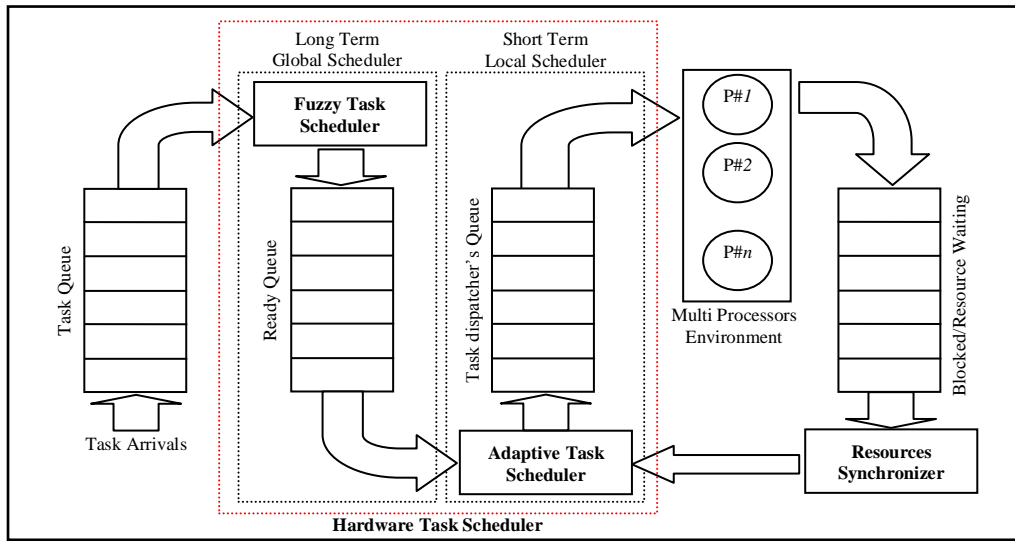 Long Term
Global Scheduler
Short Term
Local Scheduler
Fuzzy Task
Scheduler
P#1
P#2
P#n
Task Queue
Ready Queue
Task dispatcher's Queue
Multi Processors
Environment
Blocked/Resource Waiting
Task Arrivals
Adaptive Task
Scheduler
Resources
Synchronizer
Hardware Task Scheduler